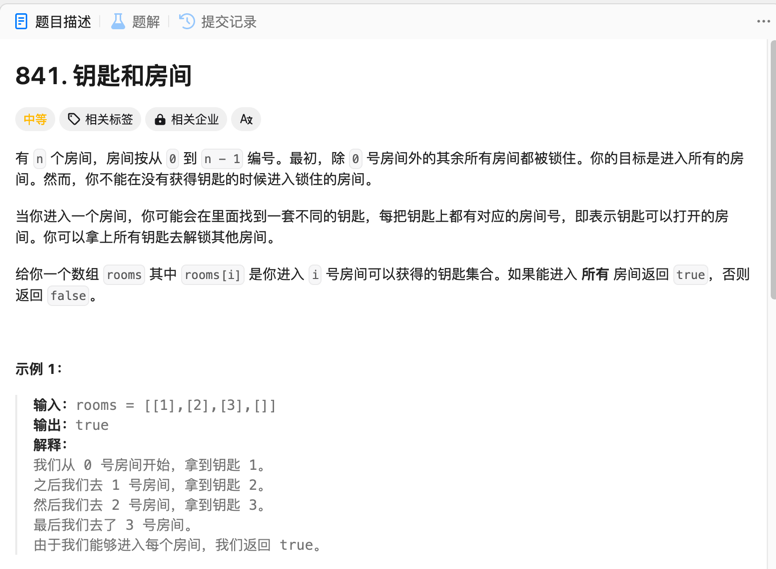 题目描述 题解 提交记录
841. 钥匙和房间
中等 相关标签 相关企业 Aあ
有 n 个房间，房间按从 0 到 n - 1 编号。最初，除 0 号房间外的其余所有房间都被锁住。你的目标是进入所有的房
间。然而，你不能在没有获得钥匙的时候进入锁住的房间。
当你进入一个房间，你可能会在里面找到一套不同的钥匙，每把钥匙上都有对应的房间号，即表示钥匙可以打开的房
间。你可以拿上所有钥匙去解锁其他房间。
给你一个数组 rooms 其中 rooms[i] 是你进入 i 号房间可以获得的钥匙集合。如果能进入 所有 房间返回 true，否则
返回 false。
示例 1：
输入：rooms = [[1],[2],[3],[]]
输出：true
解释：
我们从 0 号房间开始，拿到钥匙 1。
之后我们去 1 号房间，拿到钥匙 2。
然后我们去 2 号房间，拿到钥匙 3。
最后我们去了 3 号房间。
由于我们能够进入每个房间，我们返回 true。